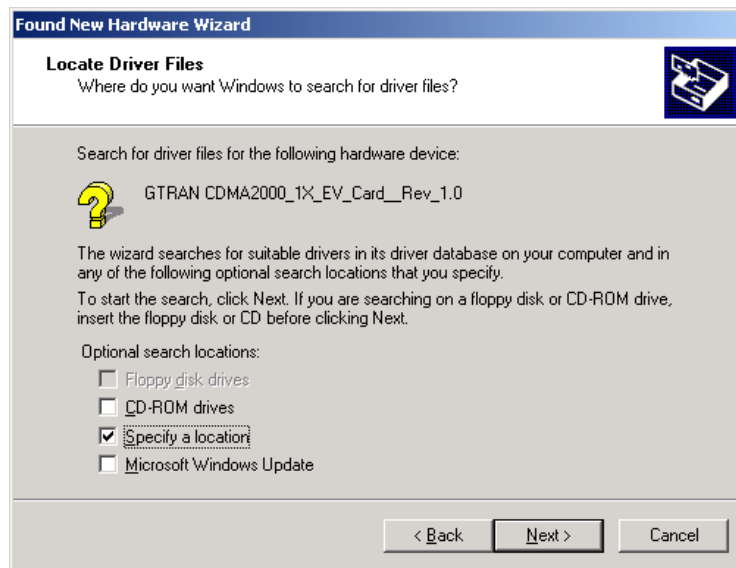 Found New Hardware Wizard
Locate Driver Files
Where do you want Windows to search for driver files?
Search for driver files for the following hardware device:
GTRAN CDMA2000_1X_EV_Card__Rev_1.0
The wizard searches for suitable drivers in its driver database on your computer and in
any of the following optional search locations that you specify.
To start the search, click Next. If you are searching on a floppy disk or CD-ROM drive,
insert the floppy disk or CD before clicking Next.
Optional search locations:
Floppy disk drives
CD-ROM drives
Specify a location
Microsoft Windows Update
< Back Next > Cancel